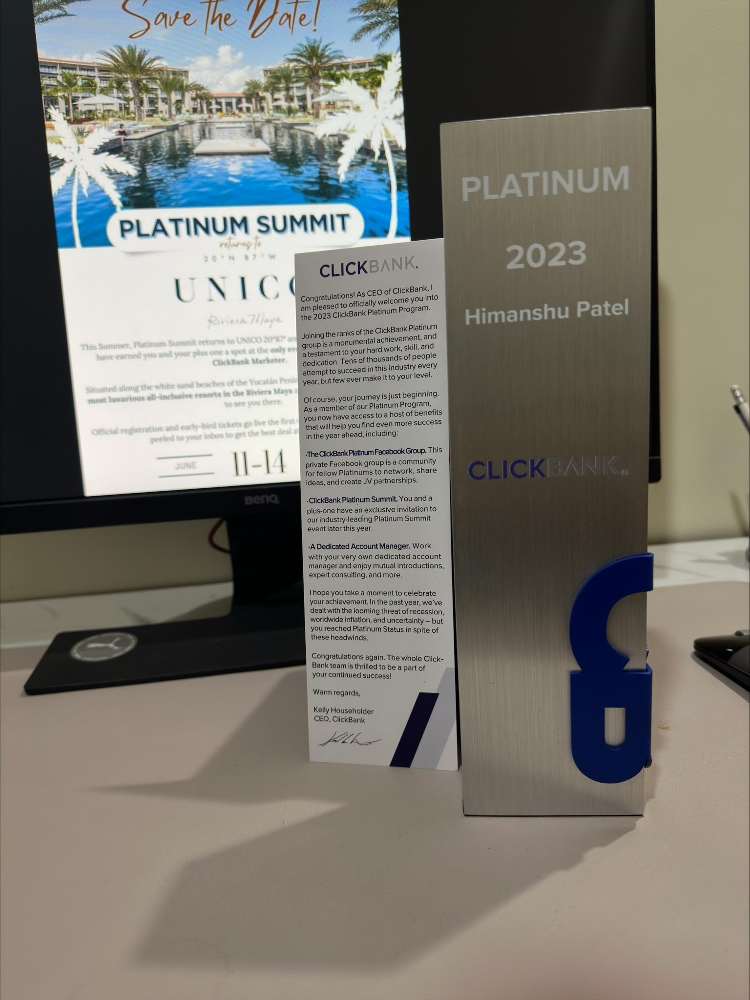 Save the Date!
PLATINUM SUMMIT
returns to
20°N 87°W
UNICO
Riviera Maya
This Summer, Platinum Summit returns to UNICO 20°87° an
have earned you and your plus one a spot at the only ev
ClickBank Marketer.
Situated along the white sand beaches of the Yucatán Penin
most luxurious all-inclusive resorts in the Riviera Maya a
to see you there.
Official registration and early-bird tickets go live the first
peeled to your inbox to get the best deal at
JUNE 11-14
BenQ
CLICKBANK.
Congratulations! As CEO of ClickBank, I
am pleased to officially welcome you into
the 2023 ClickBank Platinum Program.
Joining the ranks of the ClickBank Platinum
group is a monumental achievement, and
a testament to your hard work, skill, and
dedication. Tens of thousands of people
attempt to succeed in this industry every
year, but few ever make it to your level.
Of course, your journey is just beginning.
As a member of our Platinum Program,
you now have access to a host of benefits
that will help you find even more success
in the year ahead, including:
·The ClickBank Platinum Facebook Group. This
private Facebook group is a community
for fellow Platinums to network, share
ideas, and create JV partnerships.
·ClickBank Platinum Summit. You and a
plus-one have an exclusive invitation to
our industry-leading Platinum Summit
event later this year.
·A Dedicated Account Manager. Work
with your very own dedicated account
manager and enjoy mutual introductions,
expert consulting, and more.
I hope you take a moment to celebrate
your achievement. In the past year, we've
dealt with the looming threat of recession,
worldwide inflation, and uncertainty – but
you reached Platinum Status in spite of
these headwinds.
Congratulations again. The whole Click-
Bank team is thrilled to be a part of
your continued success!
Warm regards,
Kelly Householder
CEO, ClickBank
PLATINUM
2023
Himanshu Patel
CLICKBANK®